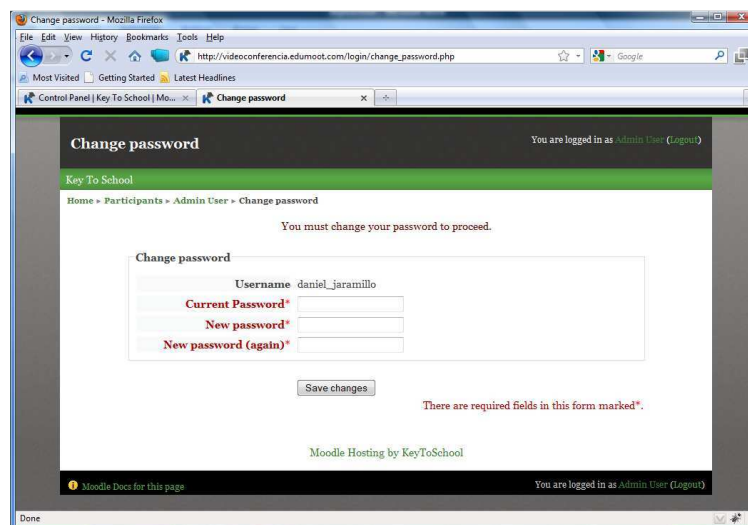 Change password - Mozilla Firefox
File Edit View History Bookmarks Tools Help
http://videoconferencia.edumoot.com/login/change_password.php
Google
Most Visited Getting Started Latest Headlines
Control Panel | Key To School | Mo... Change password
Change password
You are logged in as Admin User (Logout)
Key To School
Home » Participants » Admin User » Change password
You must change your password to proceed.
Change password
Username daniel_jaramillo
Current Password*
New password*
New password (again)*
Save changes
There are required fields in this form marked*.
Moodle Hosting by KeyToSchool
Moodle Docs for this page
You are logged in as Admin User (Logout)
Done